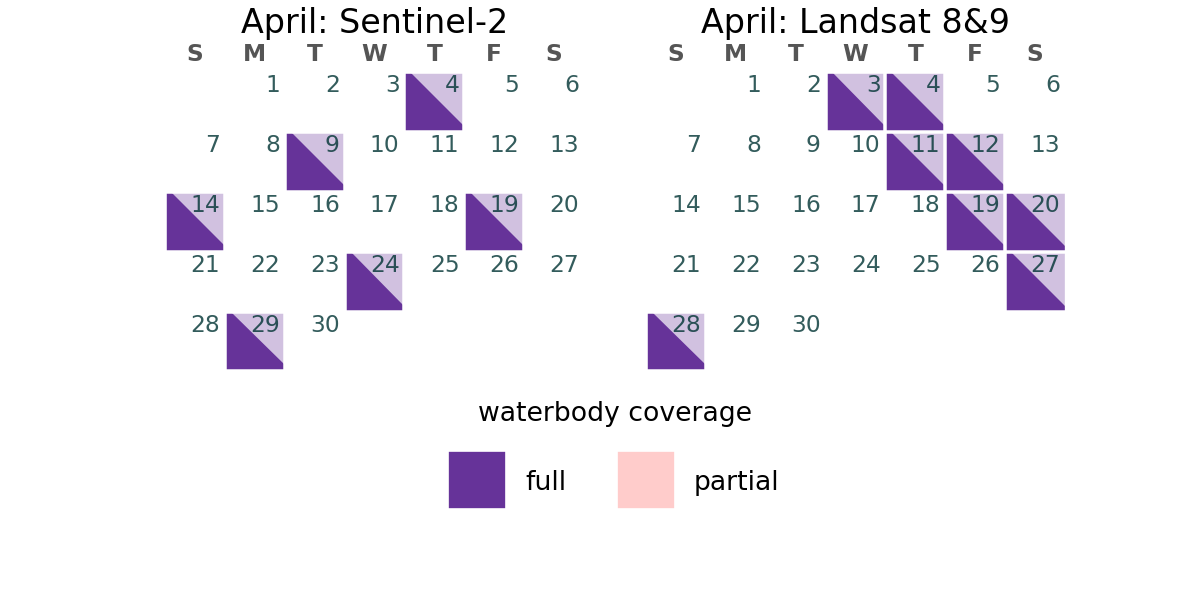 April: Sentinel-2
S M T W T F S
1 2 3 4 5 6
7 8 9 10 11 12 13
14 15 16 17 18 19 20
21 22 23 24 25 26 27
28 29 30
April: Landsat 8&9
S M T W T F S
1 2 3 4 5 6
7 8 9 10 11 12 13
14 15 16 17 18 19 20
21 22 23 24 25 26 27
28 29 30
waterbody coverage
full partial